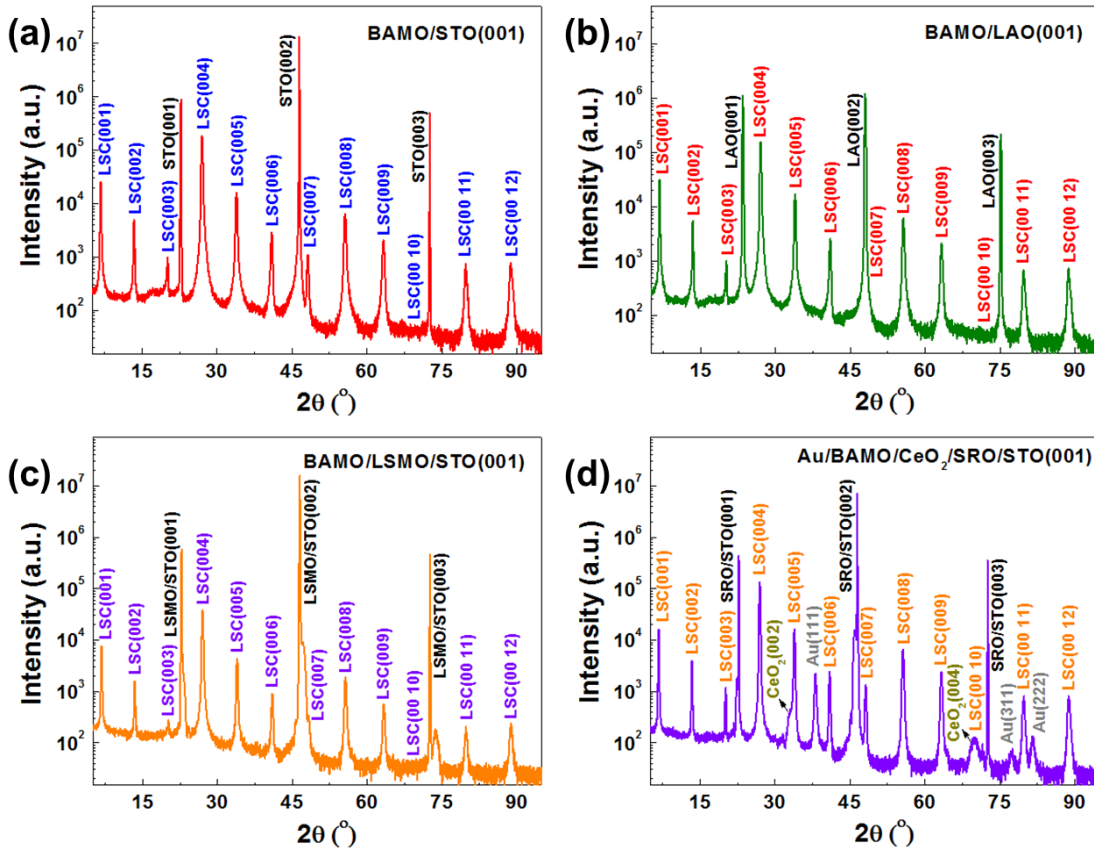 (a)
BAMO/STO(001)
Intensity (a.u.)
10^7
10^6
10^5
10^4
10^3
10^2
LSC(001)
LSC(002)
LSC(003)
STO(001)
LSC(004)
LSC(005)
LSC(006)
STO(002)
LSC(007)
LSC(008)
LSC(009)
LSC(00 10)
STO(003)
LSC(00 11)
LSC(00 12)
15 30 45 60 75 90
2θ (°)
(b)
BAMO/LAO(001)
Intensity (a.u.)
10^7
10^6
10^5
10^4
10^3
10^2
LSC(001)
LSC(002)
LSC(003)
LAO(001)
LSC(004)
LSC(005)
LSC(006)
LAO(002)
LSC(007)
LSC(008)
LSC(009)
LSC(00 10)
LAO(003)
LSC(00 11)
LSC(00 12)
15 30 45 60 75 90
2θ (°)
(c)
BAMO/LSMO/STO(001)
Intensity (a.u.)
10^7
10^6
10^5
10^4
10^3
10^2
LSC(001)
LSC(002)
LSC(003)
LSMO/STO(001)
LSC(004)
LSC(005)
LSC(006)
LSMO/STO(002)
LSC(007)
LSC(008)
LSC(009)
LSC(00 10)
LSMO/STO(003)
LSC(00 11)
LSC(00 12)
15 30 45 60 75 90
2θ (°)
(d)
Au/BAMO/CeO₂/SRO/STO(001)
Intensity (a.u.)
10^7
10^6
10^5
10^4
10^3
10^2
LSC(001)
LSC(002)
LSC(003)
SRO/STO(001)
LSC(004)
CeO₂(002)
LSC(005)
Au(111)
LSC(006)
SRO/STO(002)
LSC(007)
LSC(008)
LSC(009)
CeO₂(004)
LSC(00 10)
SRO/STO(003)
Au(311)
LSC(00 11)
Au(222)
LSC(00 12)
15 30 45 60 75 90
2θ (°)